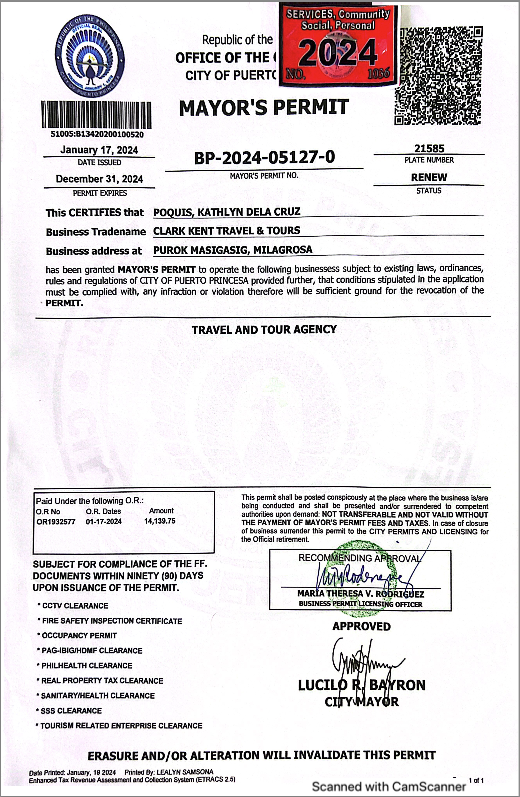 SERVICES, Community
Social, Personal
2024
NO. 1056
Republic of the
OFFICE OF THE
CITY OF PUERTO
MAYOR'S PERMIT
51005:B13420200100520
January 17, 2024
DATE ISSUED
BP-2024-05127-0
MAYOR'S PERMIT NO.
21585
PLATE NUMBER
December 31, 2024
PERMIT EXPIRES
RENEW
STATUS
This CERTIFIES that POQUIS, KATHLYN DELA CRUZ
Business Tradename CLARK KENT TRAVEL & TOURS
Business address at PUROK MASIGASIG, MILAGROSA
has been granted MAYOR'S PERMIT to operate the following businessess subject to existing laws, ordinances,
rules and regulations of CITY OF PUERTO PRINCESA provided further, that conditions stipulated in the application
must be complied with, any infraction or violation therefore will be sufficient ground for the revocation of the
PERMIT.
TRAVEL AND TOUR AGENCY
Paid Under the following O.R.:
O.R No O.R. Dates Amount
OR1932577 01-17-2024 14,139.75
This permit shall be posted conspicously at the place where the business is/are
being conducted and shall be presented and/or surrendered to competent
authorities upon demand: NOT TRANSFERABLE AND NOT VALID WITHOUT
THE PAYMENT OF MAYOR'S PERMIT FEES AND TAXES. In case of closure
of business surrender this permit to the CITY PERMITS AND LICENSING for
the Official retirement.
SUBJECT FOR COMPLIANCE OF THE FF.
DOCUMENTS WITHIN NINETY (90) DAYS
UPON ISSUANCE OF THE PERMIT.
* CCTV CLEARANCE
* FIRE SAFETY INSPECTION CERTIFICATE
* OCCUPANCY PERMIT
* PAG-IBIG/HDMF CLEARANCE
* PHILHEALTH CLEARANCE
* REAL PROPERTY TAX CLEARANCE
* SANITARY/HEALTH CLEARANCE
* SSS CLEARANCE
* TOURISM RELATED ENTERPRISE CLEARANCE
RECOMMENDING APPROVAL
MARIA THERESA V. RODRIGUEZ
BUSINESS PERMIT LICENSING OFFICER
APPROVED
LUCILO R. BAYRON
CITY MAYOR
ERASURE AND/OR ALTERATION WILL INVALIDATE THIS PERMIT
Date Printed: January, 18 2024 Printed By: LEALYN SAMSONA
Enhanced Tax Revenue Assessment and Collection System (ETRACS 2.5)
1 of 1
Scanned with CamScanner